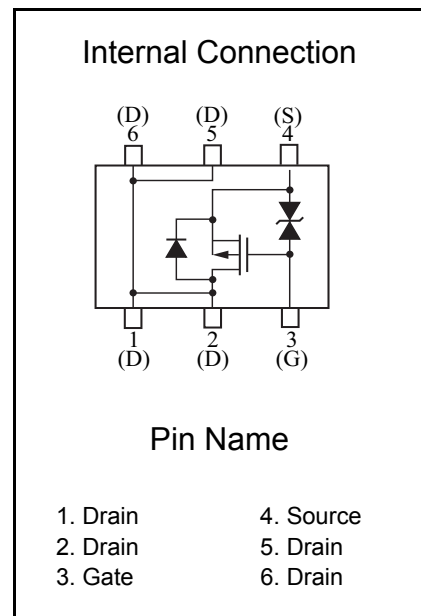 Internal Connection
(D) (D) (S)
6 5 4
1 2 3
(D) (D) (G)
Pin Name
1. Drain 4. Source
2. Drain 5. Drain
3. Gate 6. Drain